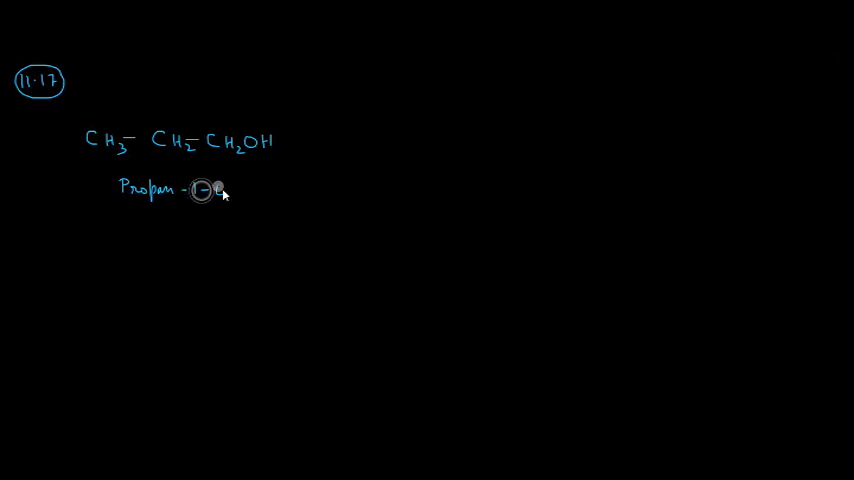 11.17
CH₃ – CH₂ – CH₂OH
Propan - 1 -